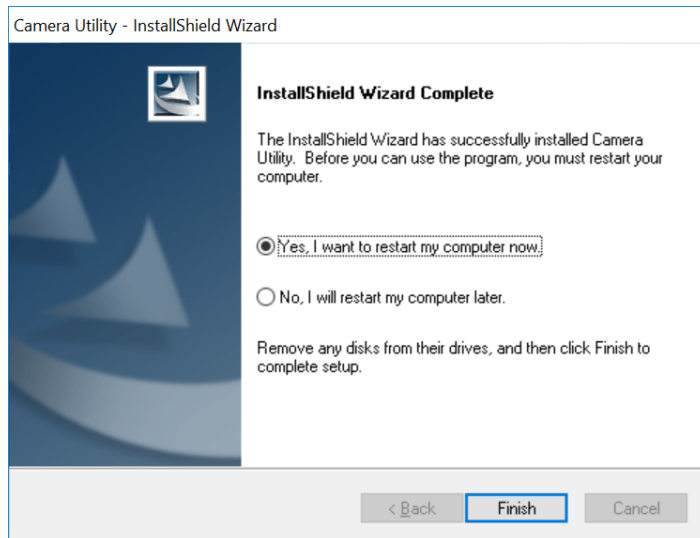 Camera Utility - InstallShield Wizard
InstallShield Wizard Complete
The InstallShield Wizard has successfully installed Camera
Utility. Before you can use the program, you must restart your
computer.
Yes, I want to restart my computer now.
No, I will restart my computer later.
Remove any disks from their drives, and then click Finish to
complete setup.
< Back
Finish
Cancel